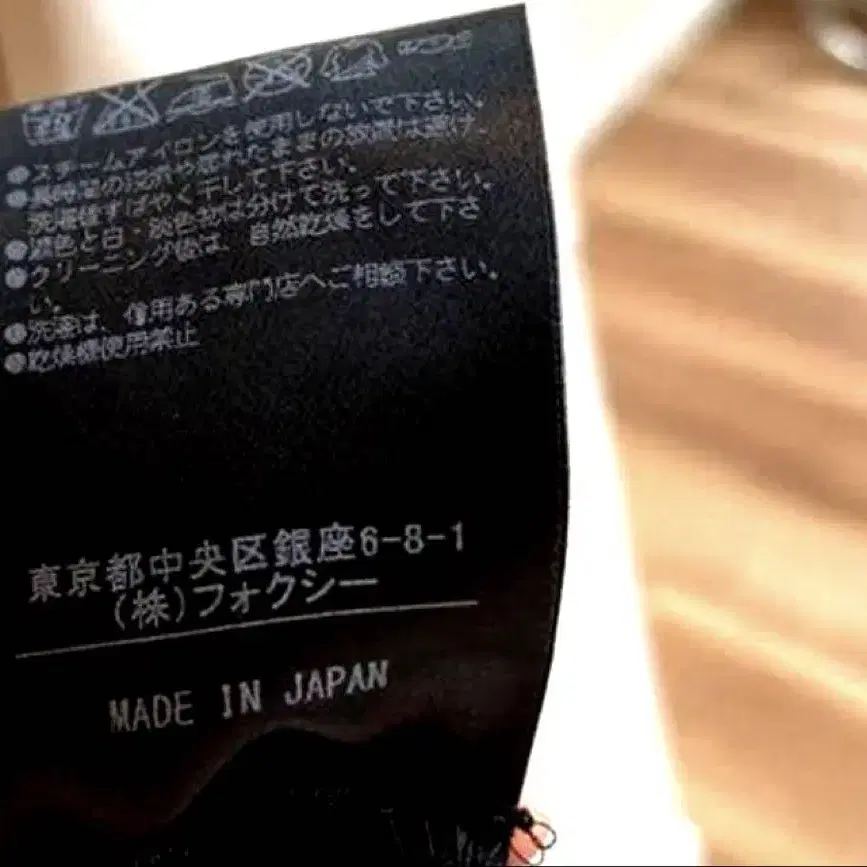 ●スチームアイロンを使用しないで下さい。
●長時間の浸漬や濡れたままの放置は避け、
洗濯後すばやく干して下さい。
●濃色と白・淡色物は分けて洗って下さい。
●クリーニング後は、自然乾燥をして下さ
い。
●洗濯は、信用ある専門店へご相談下さい。
●乾燥機使用禁止
東京都中央区銀座6-8-1
(株)フォクシー
MADE IN JAPAN